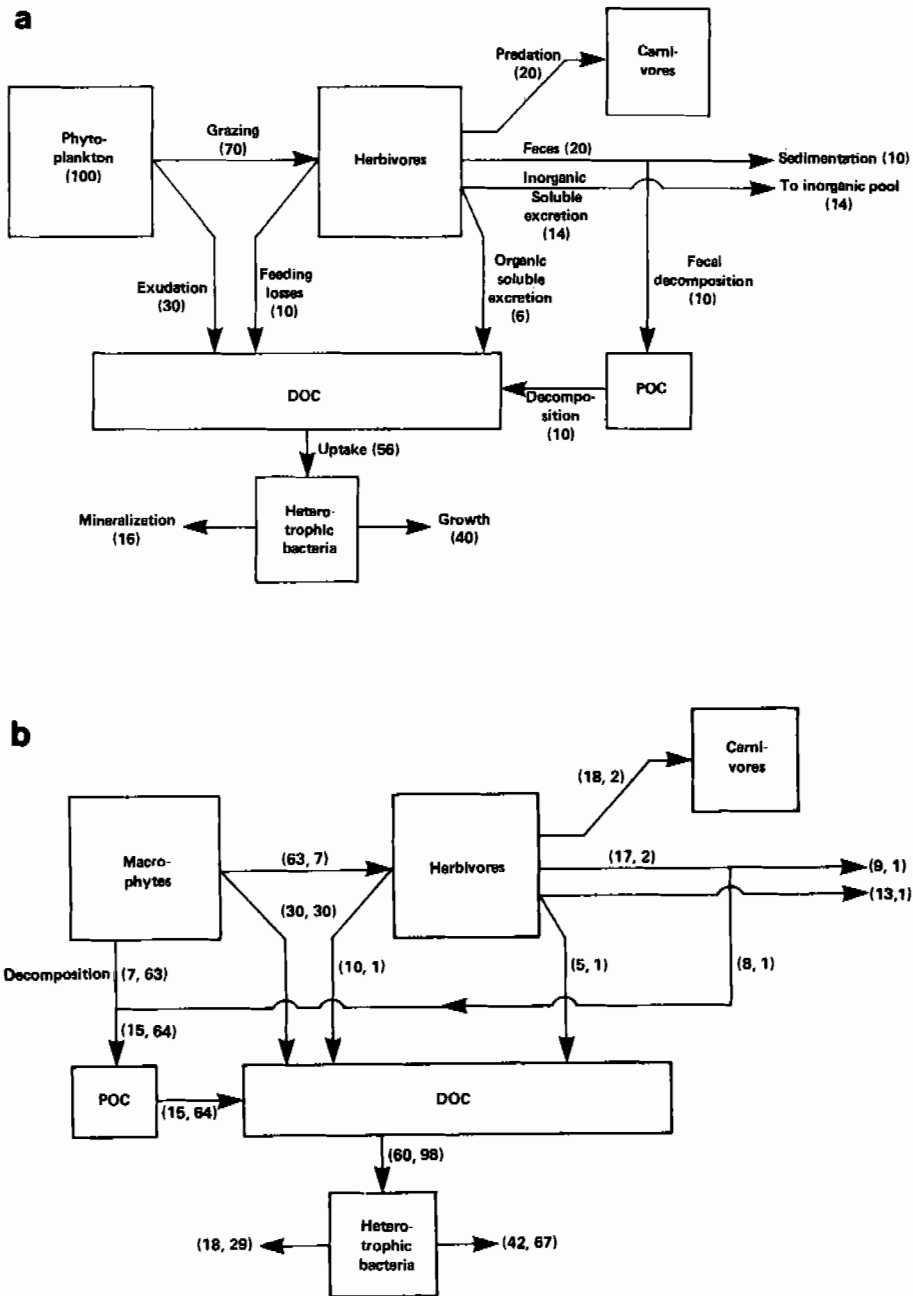 a
Predation
(20)
Carni-
vores
Phyto-
plankton
(100)
Grazing
(70)
Herbivores
Feces (20)
Sedimentation (10)
Inorganic
Soluble
excretion
(14)
To inorganic pool
(14)
Exudation
(30)
Feeding
losses
(10)
Organic
soluble
excretion
(6)
Fecal
decomposition
(10)
DOC
Decompo-
sition
(10)
POC
Uptake (56)
Mineralization
(16)
Hetero-
trophic
bacteria
Growth
(40)
b
Carni-
vores
(18, 2)
Macro-
phytes
(63, 7)
Herbivores
(17, 2)
(9, 1)
(13,1)
(30, 30)
Decomposition
(7, 63)
(10, 1)
(5, 1)
(8, 1)
(15, 64)
POC
(15, 64)
DOC
(60, 98)
(18, 29)
Hetero-
trophic
bacteria
(42, 67)